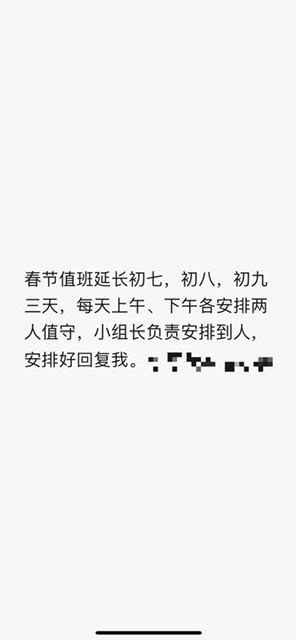 春节值班延长初七，初八，初九
三天，每天上午、下午各安排两
人值守，小组长负责安排到人，
安排好回复我。